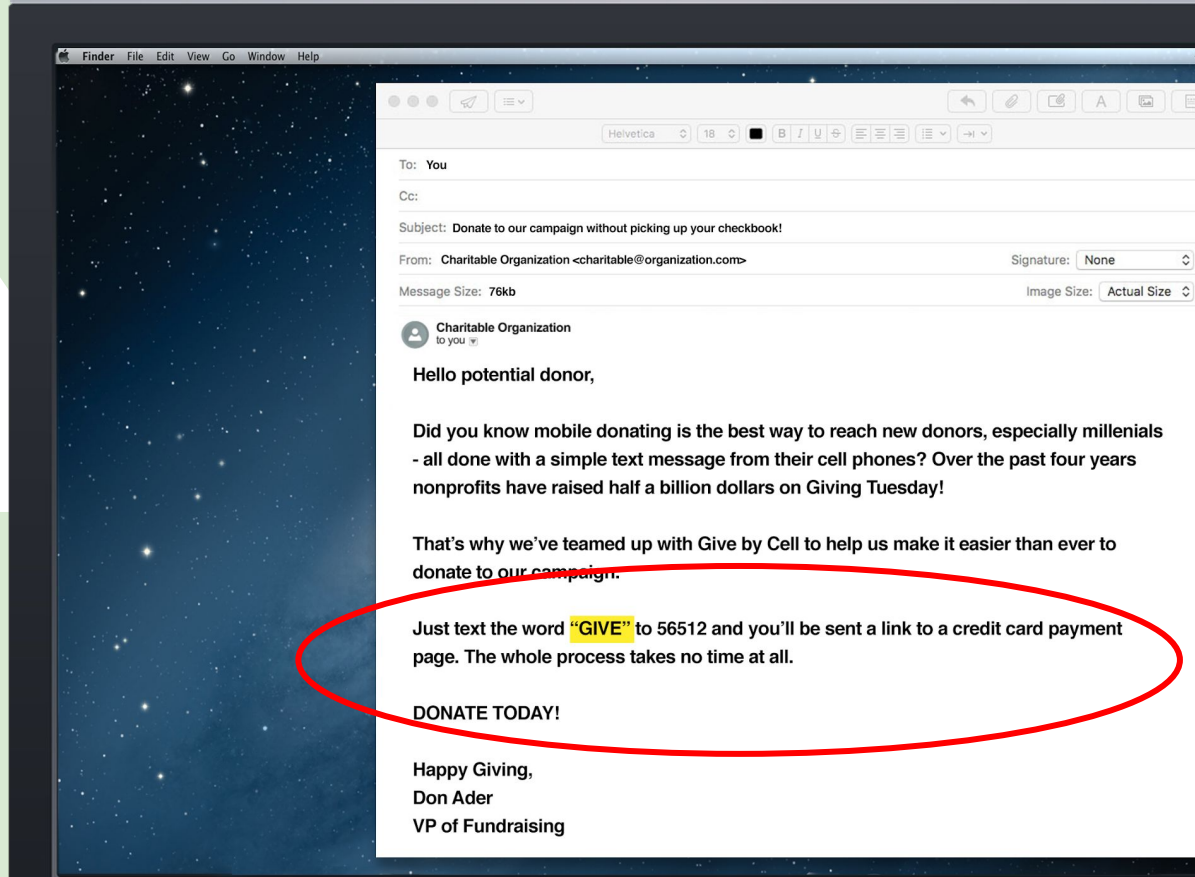 Finder File Edit View Go Window Help
Helvetica 18 B I U S
A
To: You
Cc:
Subject: Donate to our campaign without picking up your checkbook!
From: Charitable Organization <charitable@organization.com> Signature: None
Message Size: 76kb Image Size: Actual Size
Charitable Organization
to you
Hello potential donor,
Did you know mobile donating is the best way to reach new donors, especially millenials
- all done with a simple text message from their cell phones? Over the past four years
nonprofits have raised half a billion dollars on Giving Tuesday!
That’s why we’ve teamed up with Give by Cell to help us make it easier than ever to
donate to our campaign.
Just text the word “GIVE” to 56512 and you’ll be sent a link to a credit card payment
page. The whole process takes no time at all.
DONATE TODAY!
Happy Giving,
Don Ader
VP of Fundraising